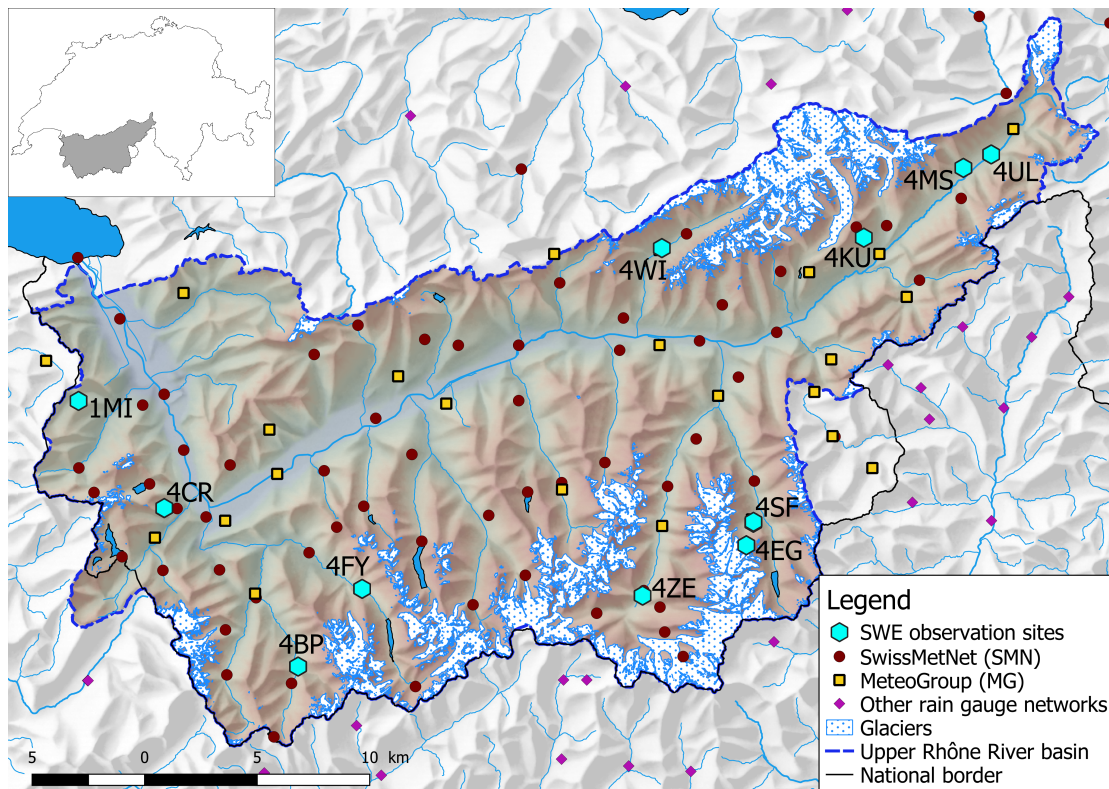 4MS
4UL
4WI
4KU
1MI
4CR
4SF
4EG
4FY
4ZE
4BP
Legend
SWE observation sites
SwissMetNet (SMN)
MeteoGroup (MG)
Other rain gauge networks
Glaciers
Upper Rhône River basin
National border
5 0 5 10 km